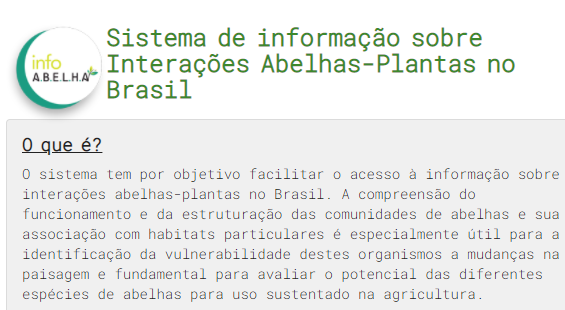 info
A.B.E.L.H.A
Sistema de informação sobre
Interações Abelhas-Plantas no
Brasil
O que é?
O sistema tem por objetivo facilitar o acesso à informação sobre
interações abelhas-plantas no Brasil. A compreensão do
funcionamento e da estruturação das comunidades de abelhas e sua
associação com habitats particulares é especialmente útil para a
identificação da vulnerabilidade destes organismos a mudanças na
paisagem e fundamental para avaliar o potencial das diferentes
espécies de abelhas para uso sustentado na agricultura.